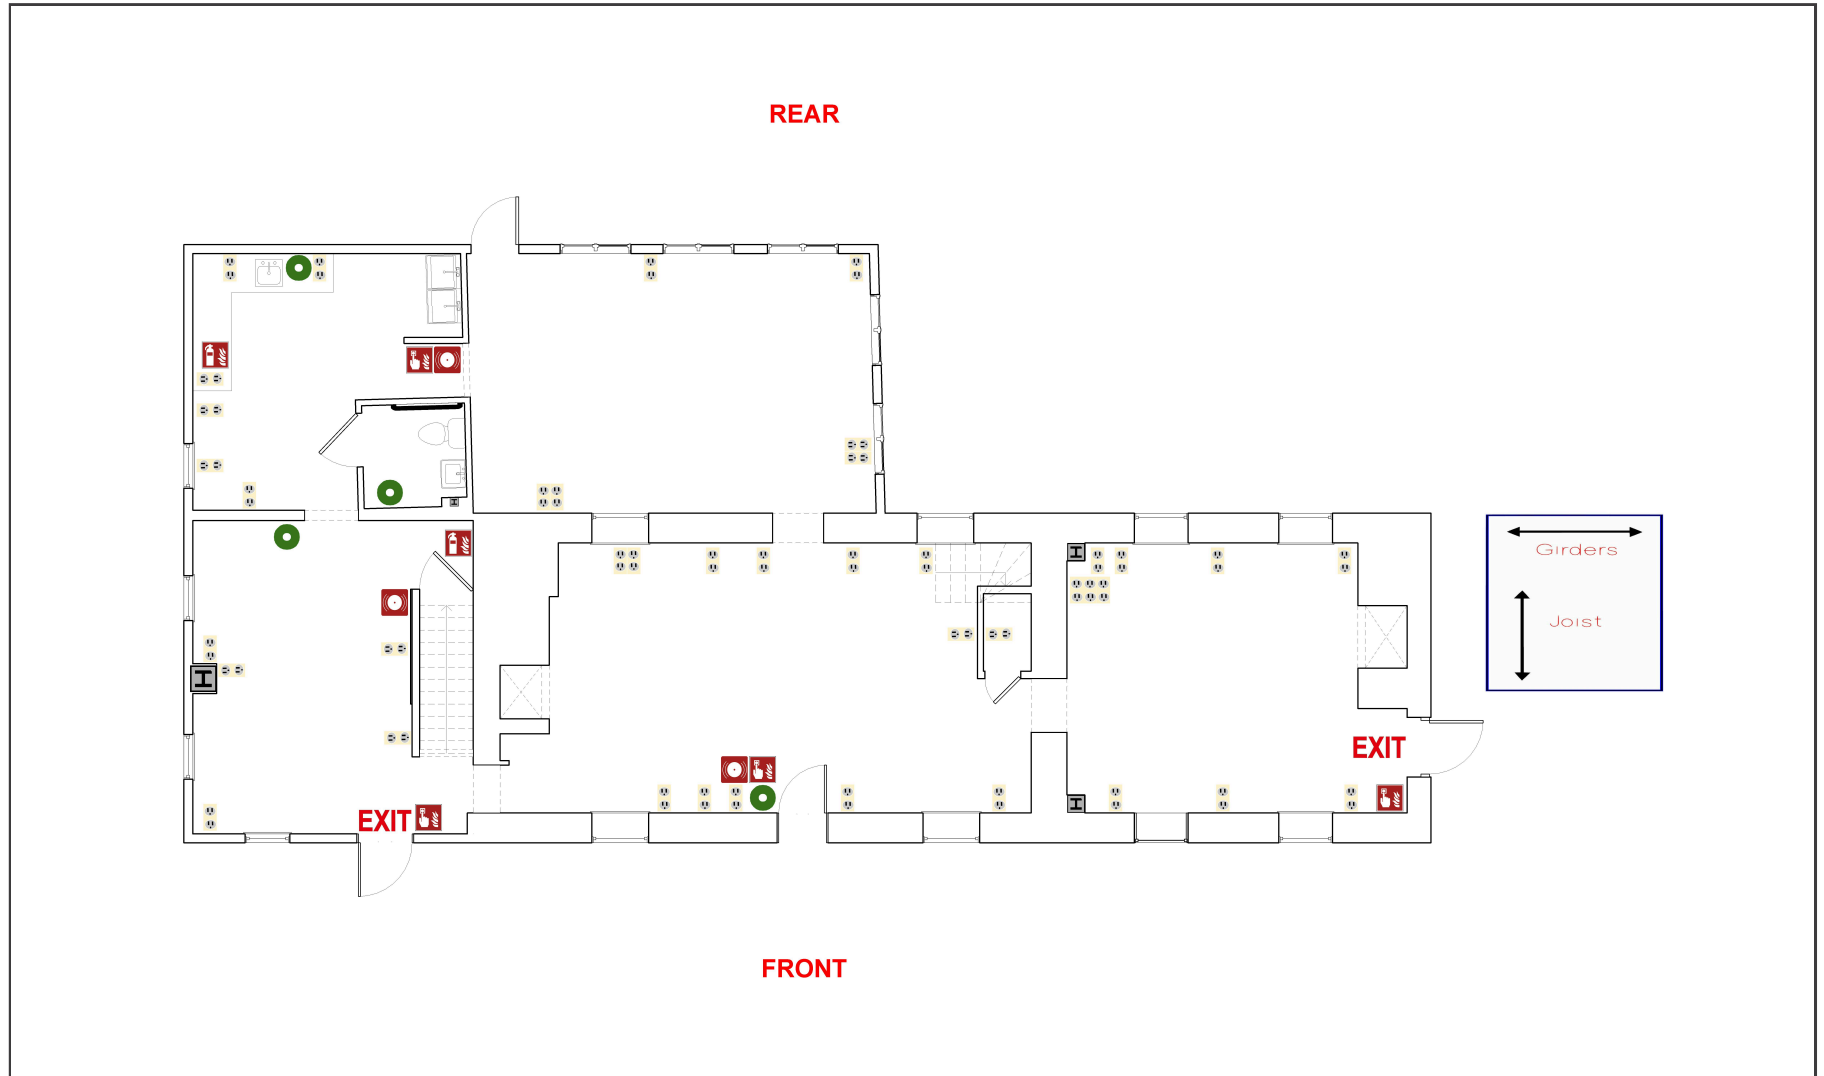 REAR
H
H
Girders
Joist
H
EXIT
H
EXIT
FRONT